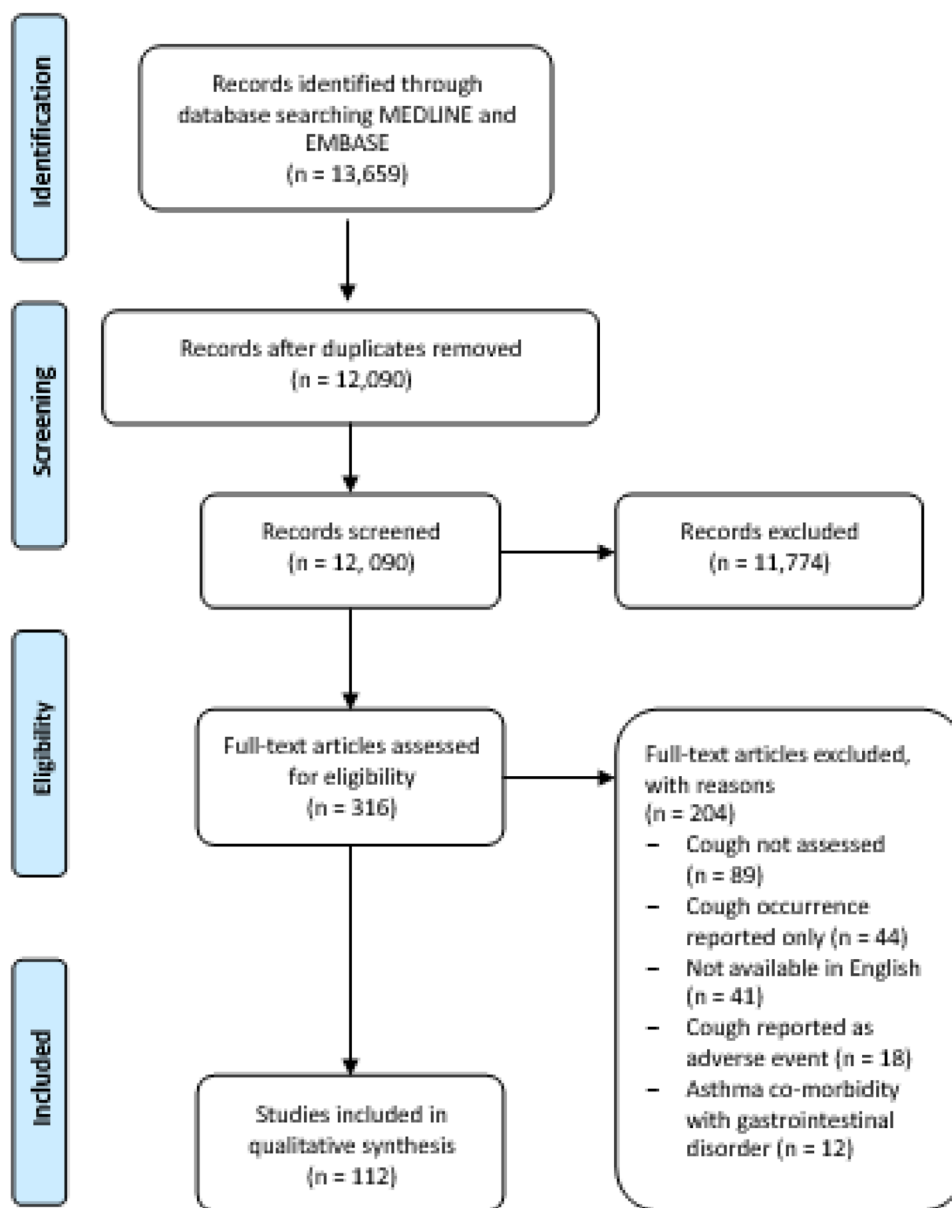 Identification
Records identified through
database searching MEDLINE and
EMBASE
(n = 13,659)
Screening
Records after duplicates removed
(n = 12,090)
Records screened
(n = 12, 090)
Records excluded
(n = 11,774)
Eligibility
Full-text articles assessed
for eligibility
(n = 316)
Full-text articles excluded,
with reasons
(n = 204)
– Cough not assessed
(n = 89)
– Cough occurrence
reported only (n = 44)
– Not available in English
(n = 41)
– Cough reported as
adverse event (n = 18)
– Asthma co-morbidity
with gastrointestinal
disorder (n = 12)
Included
Studies included in
qualitative synthesis
(n = 112)